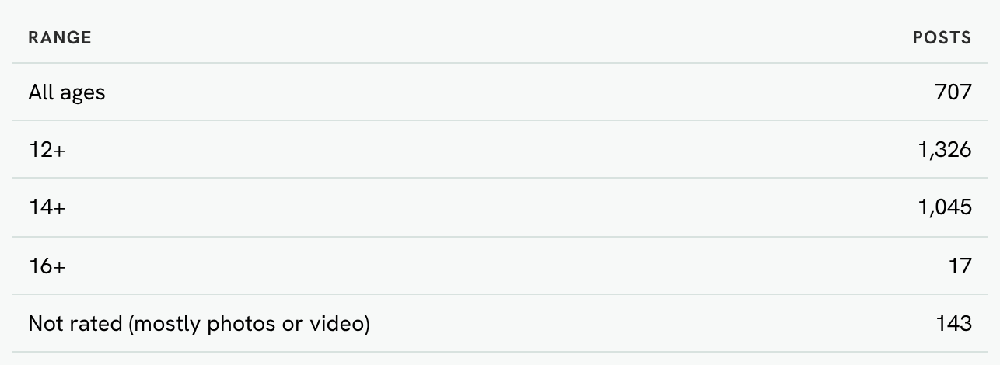 RANGE POSTS
All ages 707
12+ 1,326
14+ 1,045
16+ 17
Not rated (mostly photos or video) 143